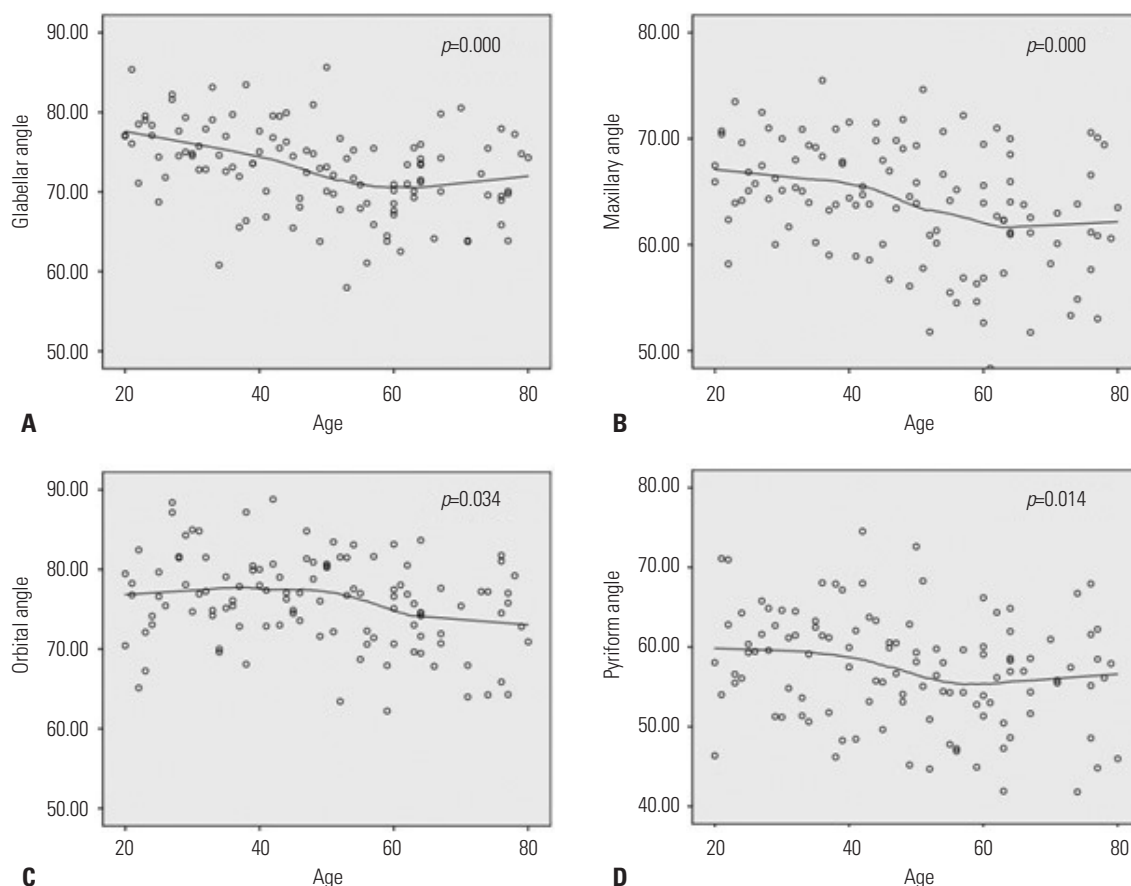 90.00
p=0.000
80.00
Glabellar angle
70.00
60.00
50.00
20 40 60 80
A Age
80.00
p=0.000
70.00
Maxillary angle
60.00
50.00
20 40 60 80
B Age
90.00
p=0.034
80.00
Orbital angle
70.00
60.00
50.00
20 40 60 80
C Age
80.00
p=0.014
70.00
Pyriform angle
60.00
50.00
40.00
20 40 60 80
D Age